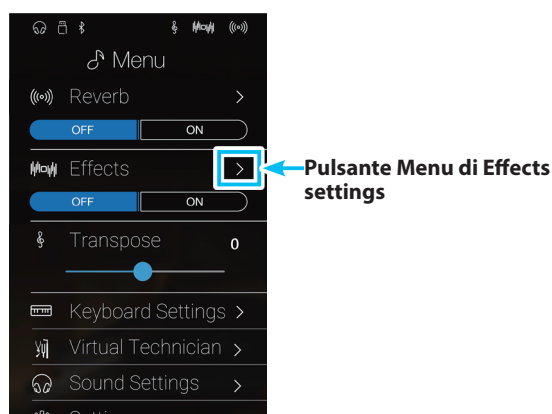 Menu
Reverb
OFF ON
Effects
Pulsante Menu di Effects
settings
OFF ON
Transpose 0
Keyboard Settings
Virtual Technician
Sound Settings